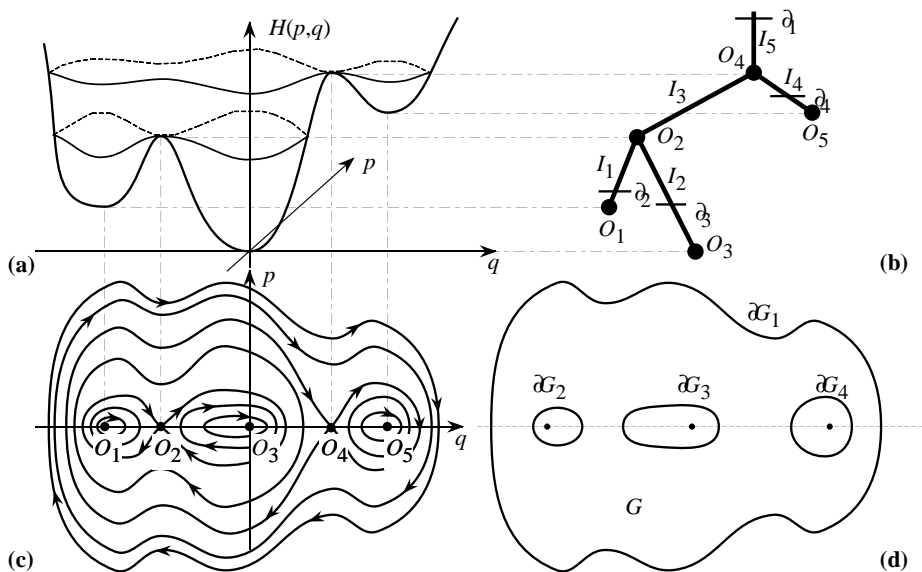 H(p,q)
p
q
(a)
∂1
I5
O4
I4
∂4
I3
O5
O2
I1
I2
∂2
∂3
O1
O3
(b)
p
O1
O2
O3
O4
O5
q
(c)
∂G1
∂G2
∂G3
∂G4
G
(d)